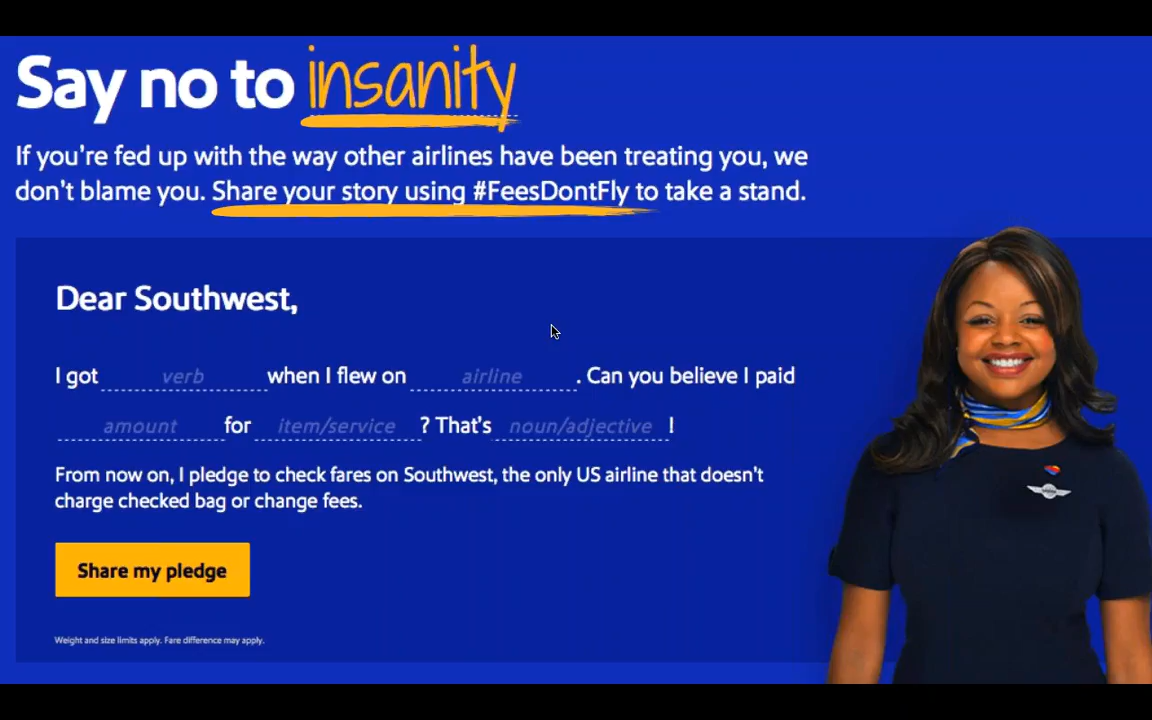 Say no to insanity
If you're fed up with the way other airlines have been treating you, we
don't blame you. Share your story using #FeesDontFly to take a stand.
Dear Southwest,
I got verb when I flew on airline. Can you believe I paid
amount for item/service? That's noun/adjective!
From now on, I pledge to check fares on Southwest, the only US airline that doesn't
charge checked bag or change fees.
Share my pledge
Weight and size limits apply. Fare difference may apply.